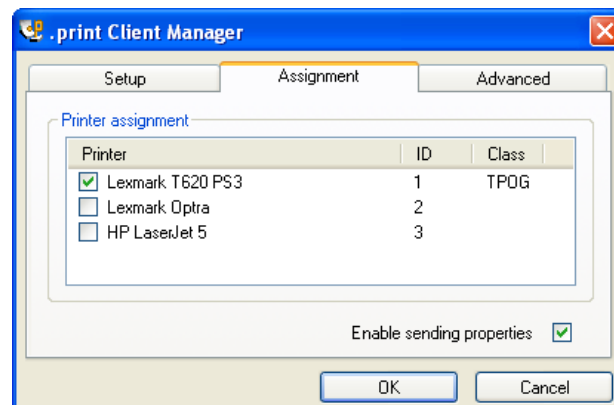 .print Client Manager
Setup Assignment Advanced
Printer assignment
Printer ID Class
Lexmark T620 PS3 1 TPOG
Lexmark Optra 2
HP LaserJet 5 3
Enable sending properties
OK Cancel